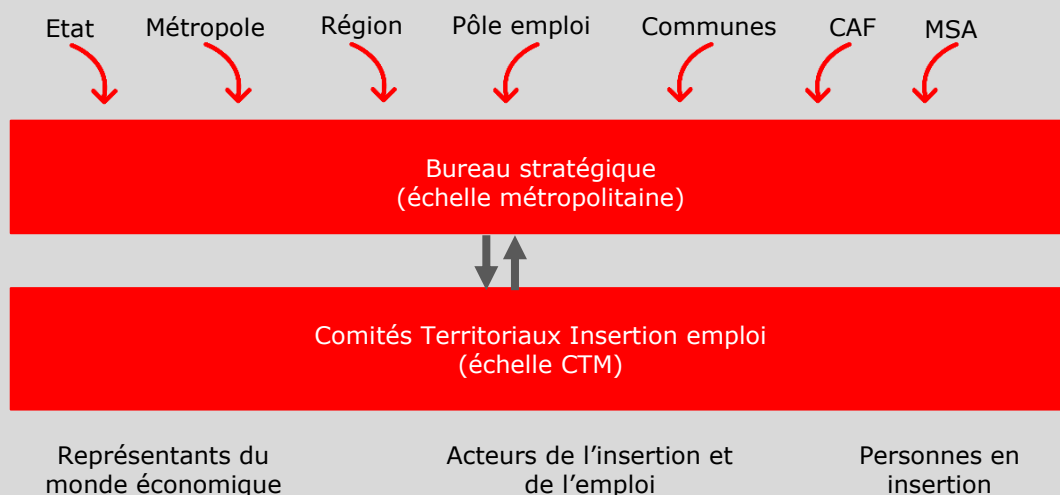 Etat Métropole Région Pôle emploi Communes CAF MSA
Bureau stratégique
(échelle métropolitaine)
Comités Territoriaux Insertion emploi
(échelle CTM)
Représentants du
monde économique
Acteurs de l'insertion et
de l'emploi
Personnes en
insertion